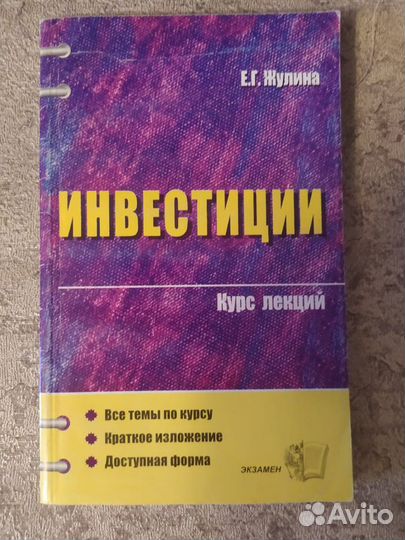 Е.Г. Жулина
ИНВЕСТИЦИИ
Курс лекций
Все темы по курсу
Краткое изложение
Доступная форма
ЭКЗАМЕН
Avito